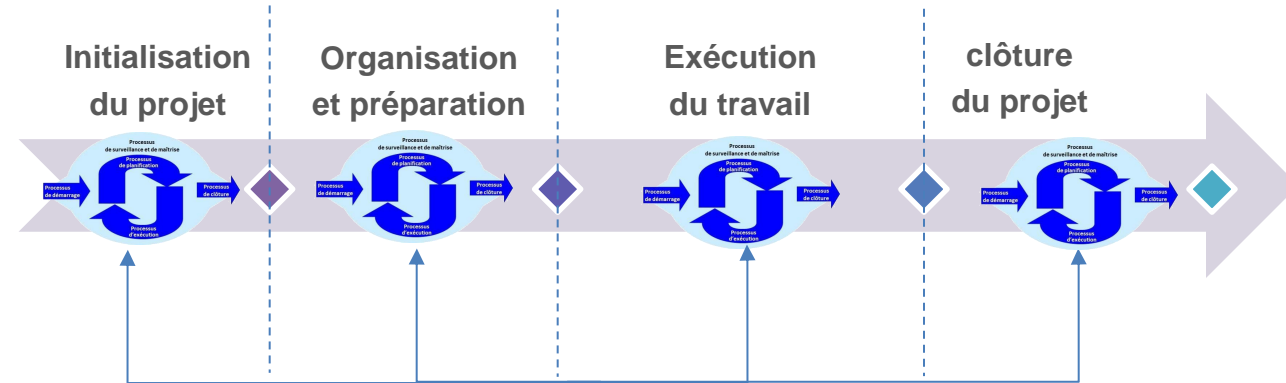 Initialisation
du projet
Organisation
et préparation
Exécution
du travail
clôture
du projet
Processus
de surveillance et de maîtrise
Processus
de planification
Processus
de démarrage
Processus
de clôture
Processus
d'exécution
Processus
de surveillance et de maîtrise
Processus
de planification
Processus
de démarrage
Processus
de clôture
Processus
d'exécution
Processus
de surveillance et de maîtrise
Processus
de planification
Processus
de démarrage
Processus
de clôture
Processus
d'exécution
Processus
de surveillance et de maîtrise
Processus
de planification
Processus
de démarrage
Processus
de clôture
Processus
d'exécution